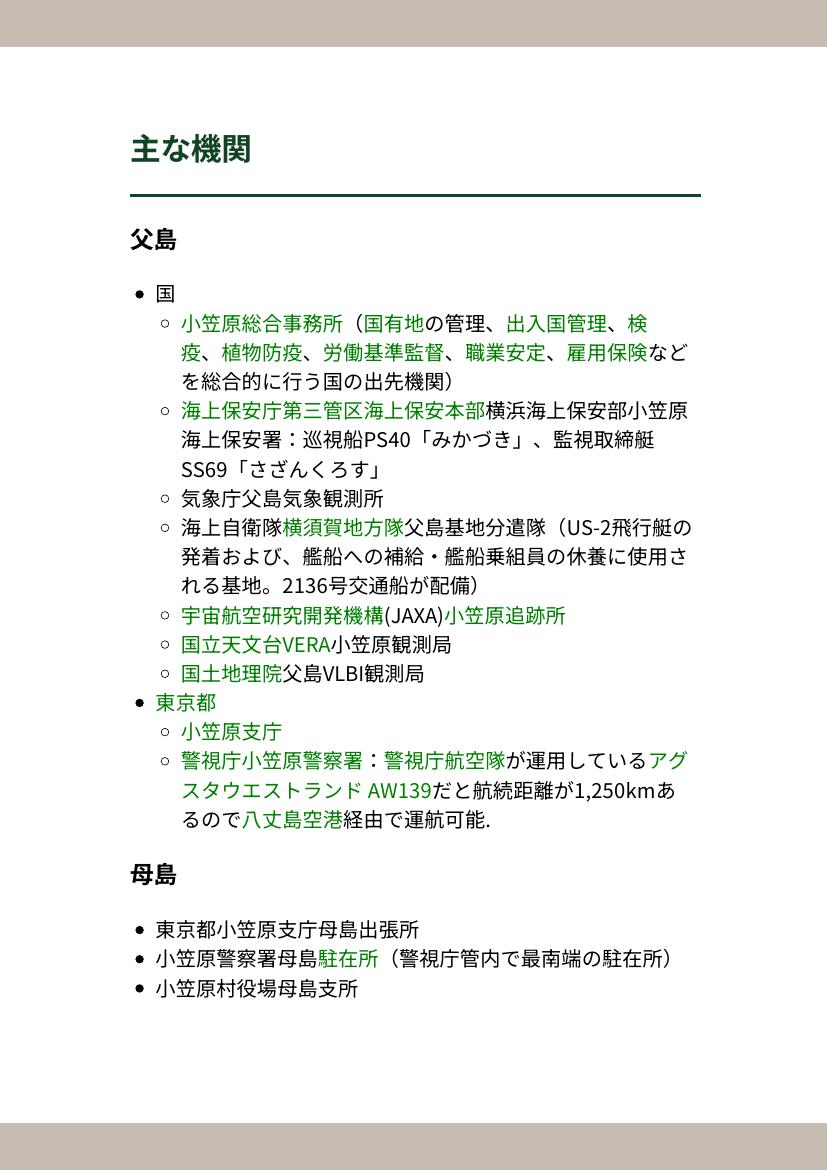 主な機関
父島
国
小笠原総合事務所（国有地の管理、出入国管理、検
疫、植物防疫、労働基準監督、職業安定、雇用保険など
を総合的に行う国の出先機関）
海上保安庁第三管区海上保安本部横浜海上保安部小笠原
海上保安署：巡視船PS40「みかづき」、監視取締艇
SS69「さざんくろす」
気象庁父島気象観測所
海上自衛隊横須賀地方隊父島基地分遣隊（US-2飛行艇の
発着および、艦船への補給・艦船乗組員の休養に使用さ
れる基地。2136号交通船が配備）
宇宙航空研究開発機構(JAXA)小笠原追跡所
国立天文台VERA小笠原観測局
国土地理院父島VLBI観測局
東京都
小笠原支庁
警視庁小笠原警察署：警視庁航空隊が運用しているアグ
スタウエストランド AW139だと航続距離が1,250kmあ
るので八丈島空港経由で運航可能.
母島
東京都小笠原支庁母島出張所
小笠原警察署母島駐在所（警視庁管内で最南端の駐在所）
小笠原村役場母島支所